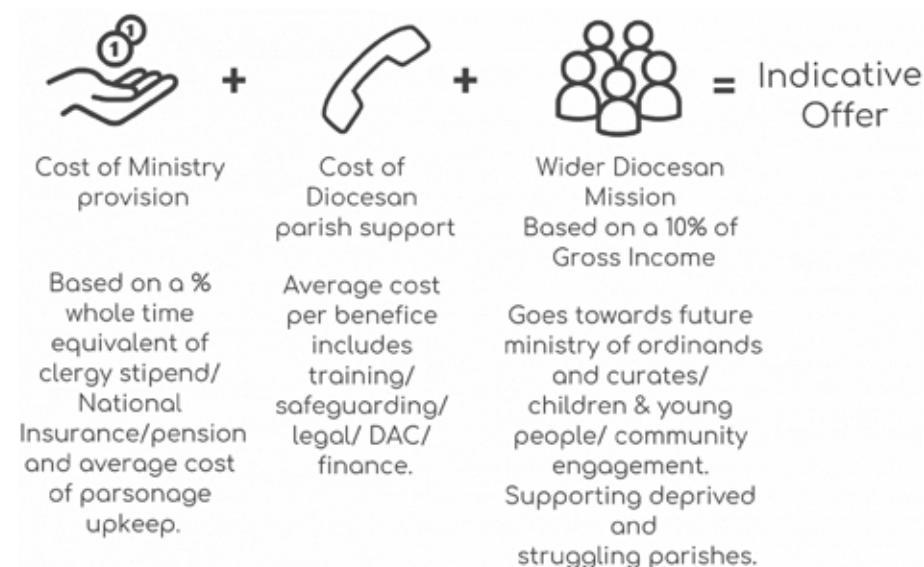 1
1
+
+
=
Indicative
Offer
Cost of Ministry
provision
Based on a %
whole time
equivalent of
clergy stipend/
National
Insurance/pension
and average cost
of parsonage
upkeep.
Cost of
Diocesan
parish support
Average cost
per benefice
includes
training/
safeguarding/
legal/ DAC/
finance.
Wider Diocesan
Mission
Based on a 10% of
Gross Income
Goes towards future
ministry of ordinands
and curates/
children & young
people/ community
engagement.
Supporting deprived
and
struggling parishes.